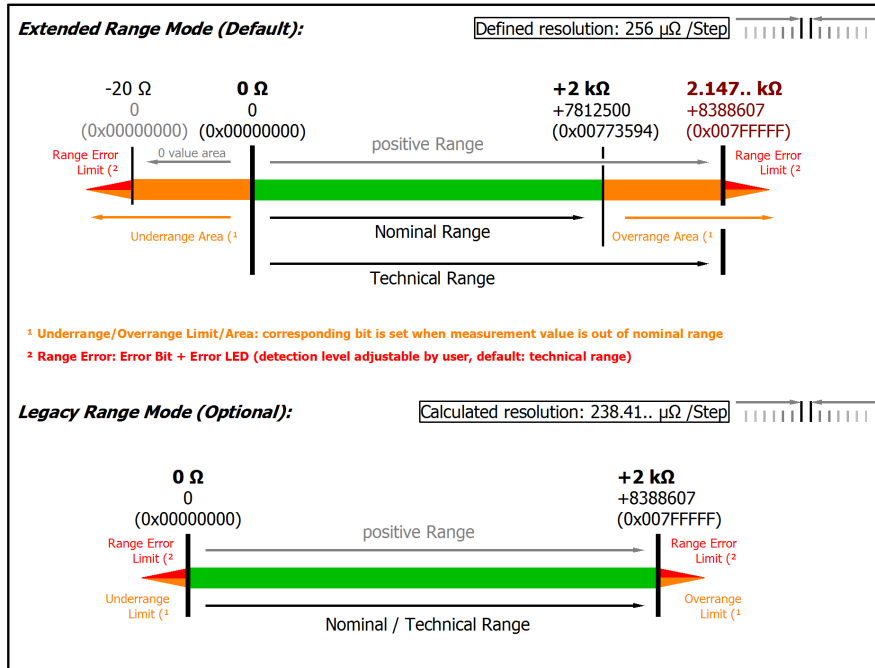 Extended Range Mode (Default):
Defined resolution: 256 µΩ /Step
-20 Ω
0
(0x00000000)
0 Ω
0
(0x00000000)
+2 kΩ
+7812500
(0x00773594)
2.147.. kΩ
+8388607
(0x007FFFFF)
Range Error
Limit (²
0 value area
positive Range
Range Error
Limit (²
Underrange Area (¹
Nominal Range
Overrange Area (¹
Technical Range
¹ Underrange/Overrange Limit/Area: corresponding bit is set when measurement value is out of nominal range
² Range Error: Error Bit + Error LED (detection level adjustable by user, default: technical range)
Legacy Range Mode (Optional):
Calculated resolution: 238.41.. µΩ /Step
0 Ω
0
(0x00000000)
+2 kΩ
+8388607
(0x007FFFFF)
Range Error
Limit (²
positive Range
Range Error
Limit (²
Underrange
Limit (¹
Nominal / Technical Range
Overrange
Limit (¹